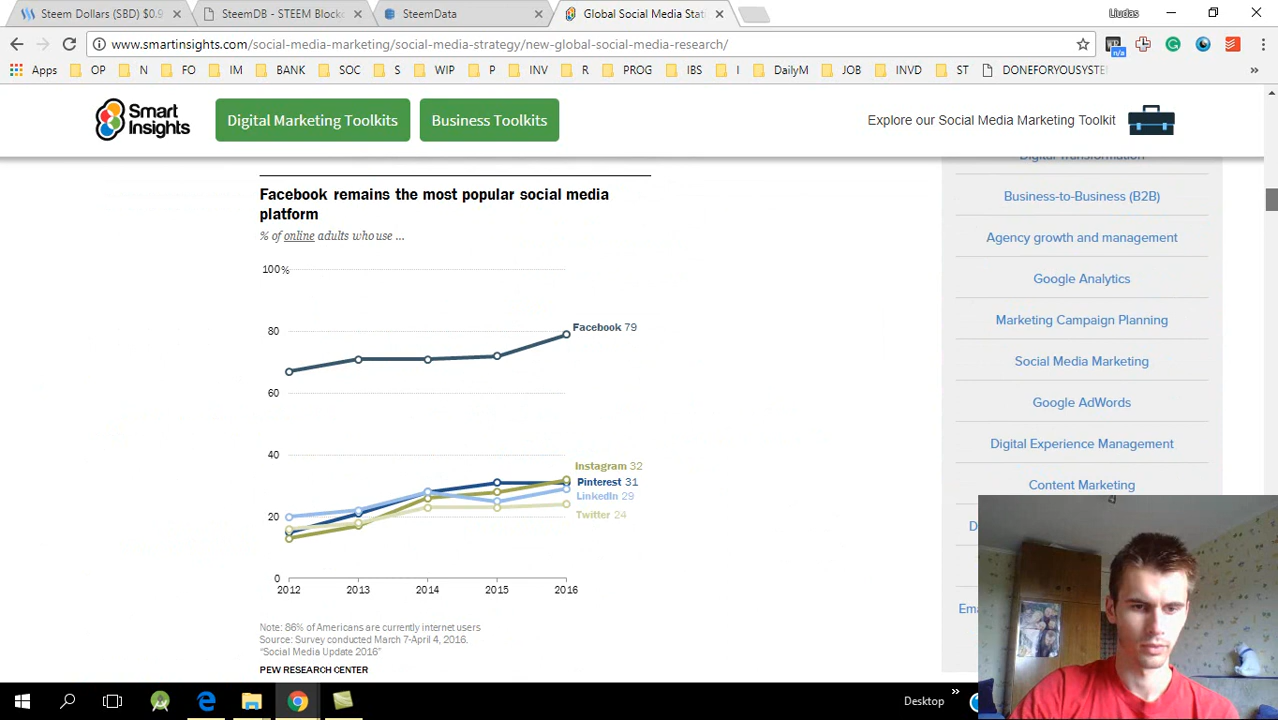 Steem Dollars (SBD) $0.9
SteemDB - STEEM Block
SteemData
Global Social Media Stat
Liudas
www.smartinsights.com/social-media-marketing/social-media-strategy/new-global-social-media-research/
n/a
Apps OP N FO IM BANK SOC S WIP P INV R PROG IBS I DailyM JOB INVD ST DONEFORYOUSYSTE
»
Smart
Insights
Digital Marketing Toolkits
Business Toolkits
Explore our Social Media Marketing Toolkit
Digital Transformation
Business-to-Business (B2B)
Agency growth and management
Google Analytics
Marketing Campaign Planning
Social Media Marketing
Google AdWords
Digital Experience Management
Content Marketing
D
Ema
Facebook remains the most popular social media
platform
% of online adults who use ...
100%
80
60
40
20
0
Facebook 79
Instagram 32
Pinterest 31
LinkedIn 29
Twitter 24
2012 2013 2014 2015 2016
Note: 86% of Americans are currently internet users
Source: Survey conducted March 7-April 4, 2016.
“Social Media Update 2016”
PEW RESEARCH CENTER
Desktop »